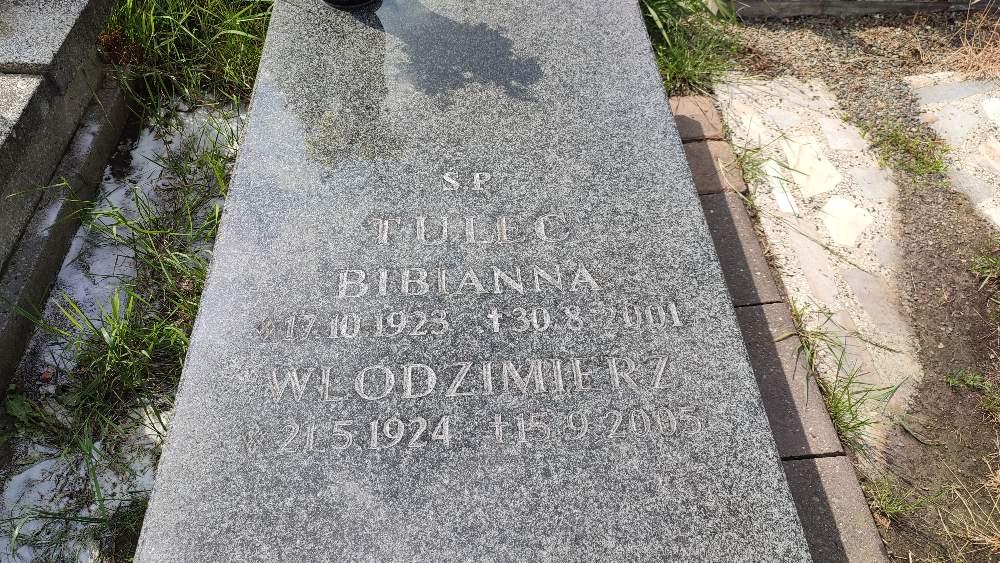 Ś.P.
TULEC
BIBIANNA
* 17.10.1923 † 30.8.2001
WŁODZIMIERZ
* 21.5.1924 † 15.9.2005